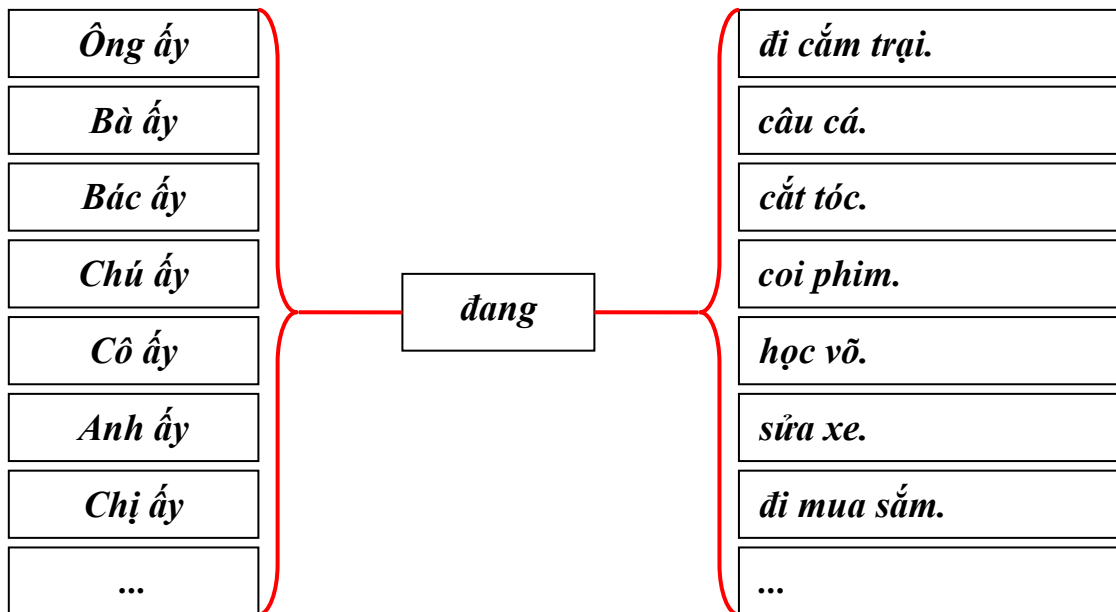 Ông ấy
Bà ấy
Bác ấy
Chú ấy
Cô ấy
Anh ấy
Chị ấy
...
đang
đi cắm trại.
câu cá.
cắt tóc.
coi phim.
học võ.
sửa xe.
đi mua sắm.
...